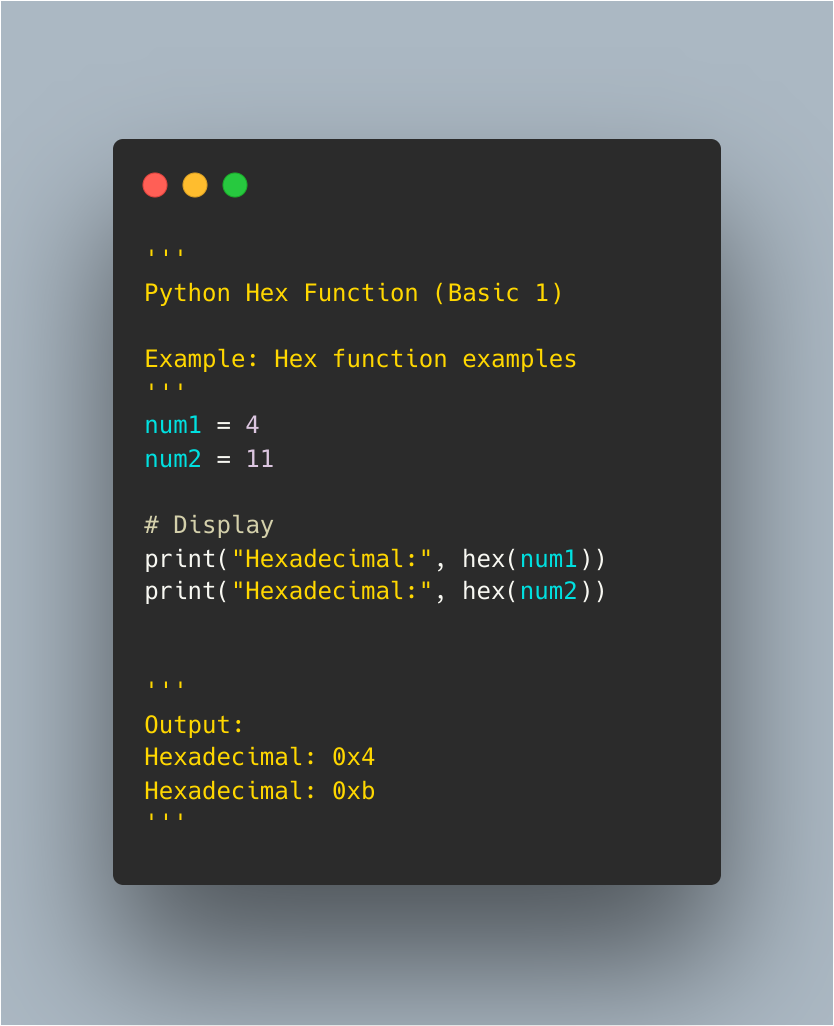 '''
Python Hex Function (Basic 1)
Example: Hex function examples
'''
num1 = 4
num2 = 11
# Display
print("Hexadecimal:", hex(num1))
print("Hexadecimal:", hex(num2))
'''
Output:
Hexadecimal: 0x4
Hexadecimal: 0xb
'''